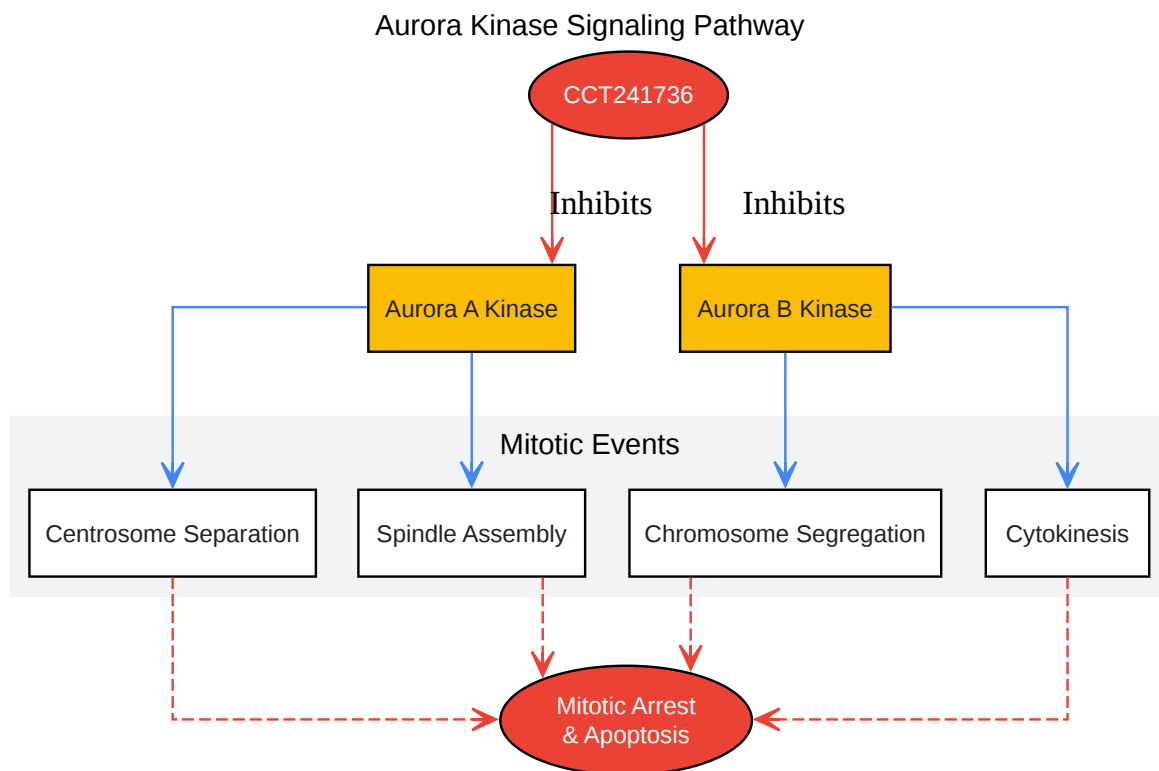 Aurora Kinase Signaling Pathway
CCT241736
Inhibits
Inhibits
Aurora A Kinase
Aurora B Kinase
Mitotic Events
Centrosome Separation
Spindle Assembly
Chromosome Segregation
Cytokinesis
Mitotic Arrest
& Apoptosis